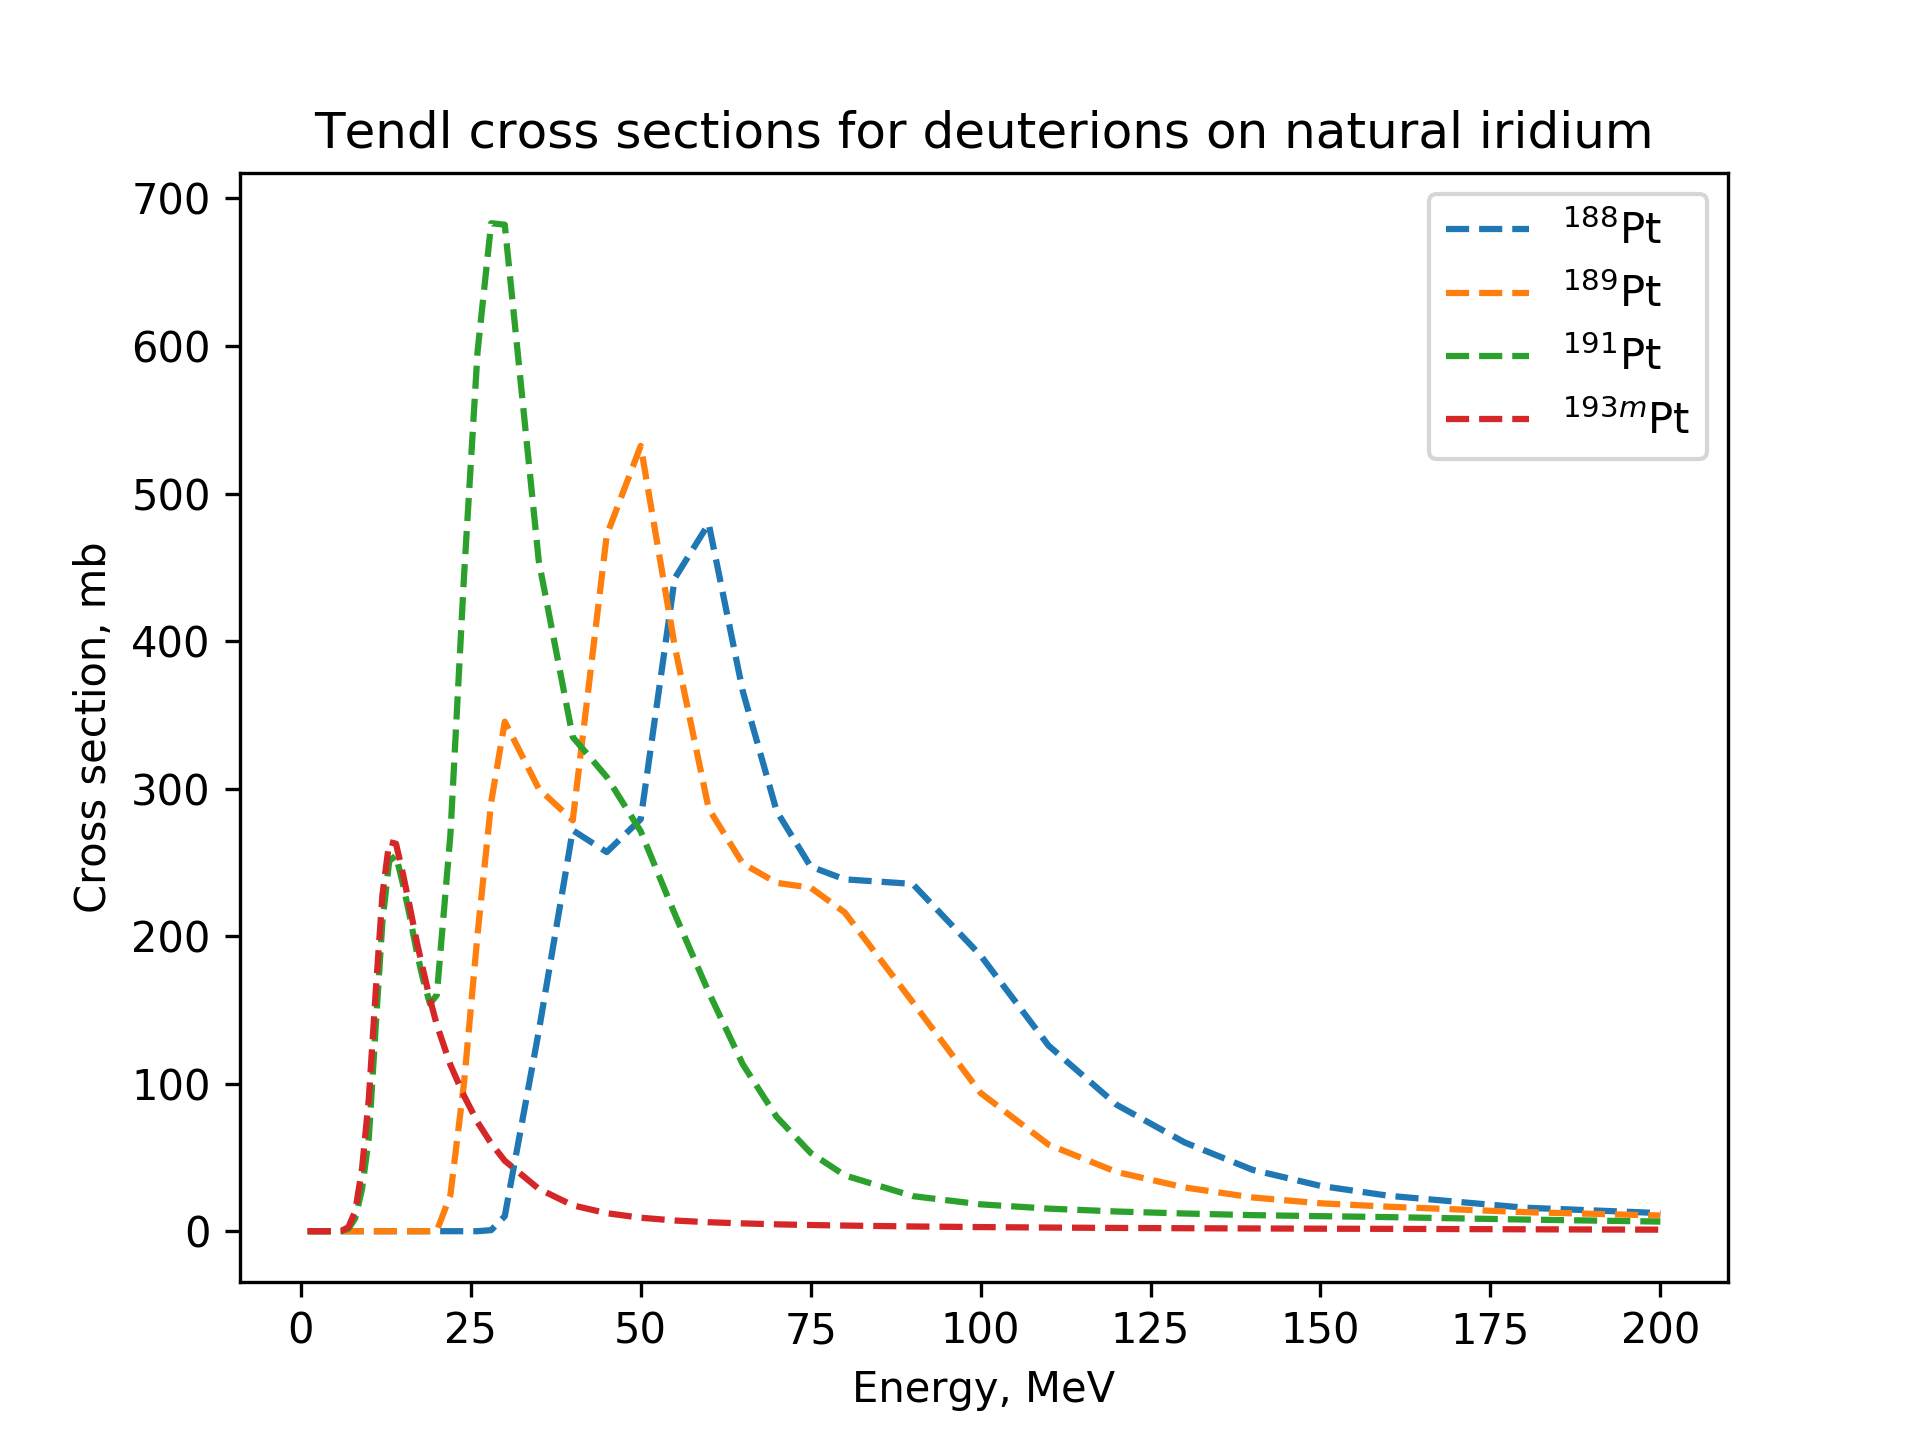 Tendl cross sections for deuterions on natural iridium
700
600
500
400
300
200
100
0
Cross section, mb
¹⁸⁸Pt
¹⁸⁹Pt
¹⁹¹Pt
¹⁹³ᵐPt
0 25 50 75 100 125 150 175 200
Energy, MeV